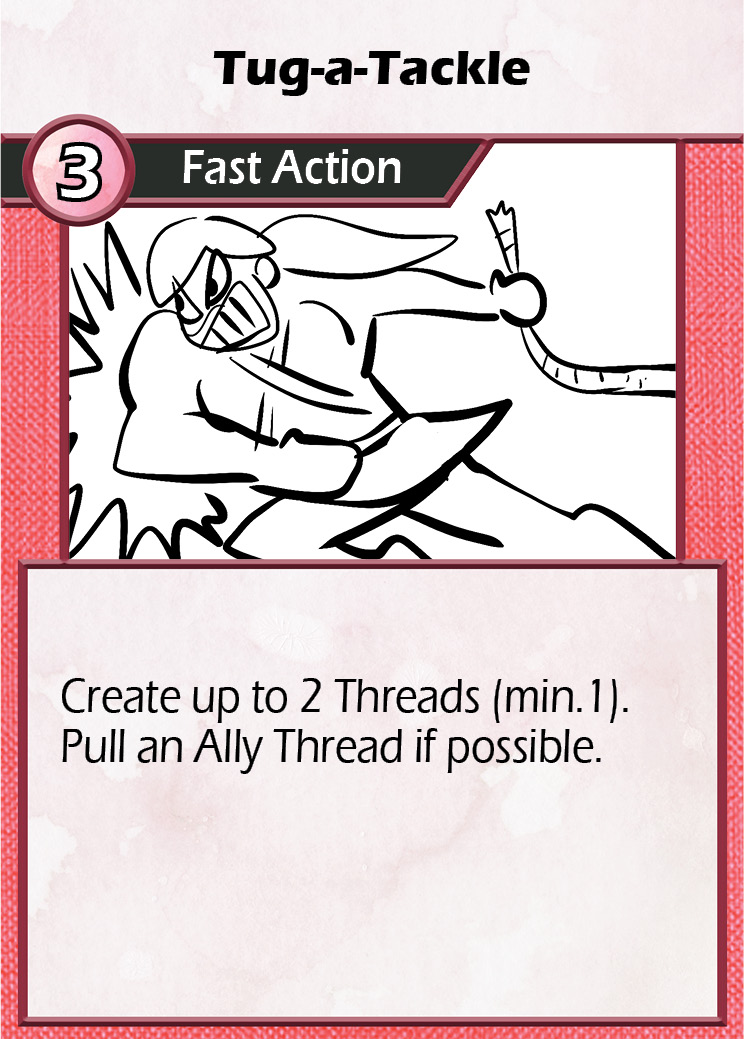 Tug-a-Tackle
3 Fast Action
Create up to 2 Threads (min.1).
Pull an Ally Thread if possible.